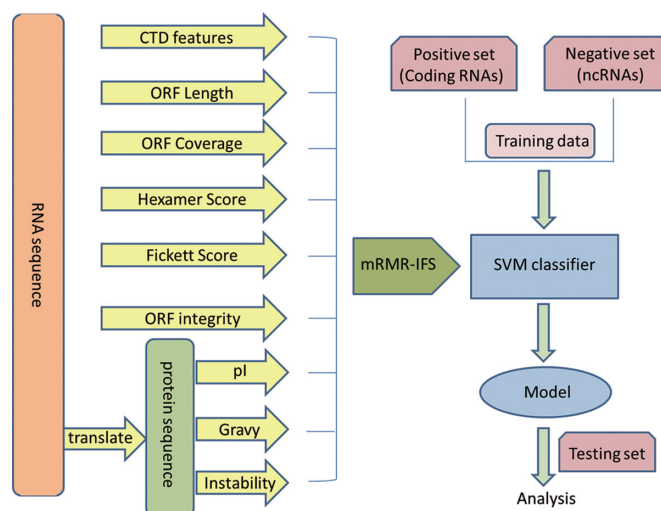 RNA sequence
CTD features
ORF Length
ORF Coverage
Hexamer Score
Fickett Score
ORF integrity
translate
protein sequence
pI
Gravy
Instability
mRMR-IFS
Positive set
(Coding RNAs)
Negative set
(ncRNAs)
Training data
SVM classifier
Model
Testing set
Analysis